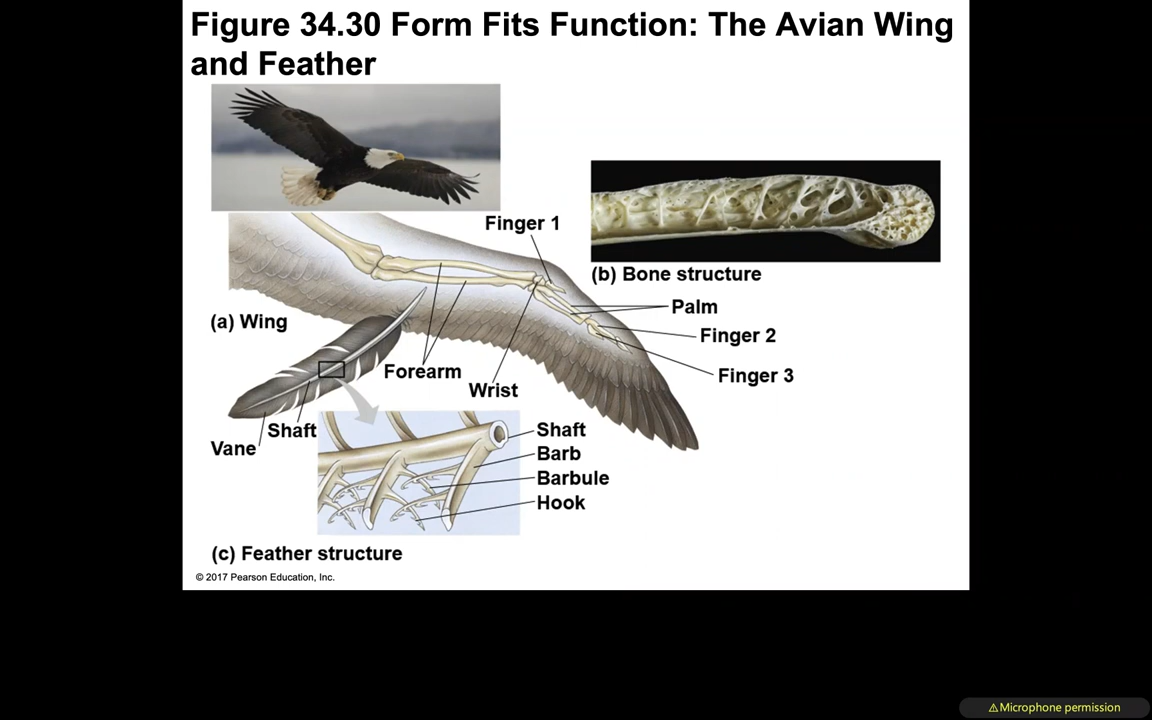 Figure 34.30 Form Fits Function: The Avian Wing
and Feather
Finger 1
(b) Bone structure
Palm
(a) Wing
Finger 2
Forearm
Finger 3
Wrist
Shaft
Vane
Shaft
Barb
Barbule
Hook
(c) Feather structure
© 2017 Pearson Education, Inc.
⚠Microphone permission